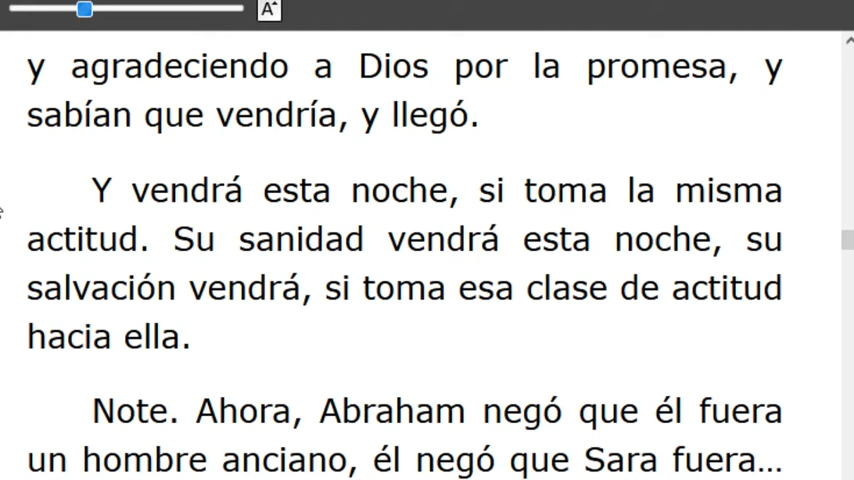 A
y agradeciendo a Dios por la promesa, y
sabían que vendría, y llegó.
Y vendrá esta noche, si toma la misma
actitud. Su sanidad vendrá esta noche, su
salvación vendrá, si toma esa clase de actitud
hacia ella.
Note. Ahora, Abraham negó que él fuera
un hombre anciano, él negó que Sara fuera...